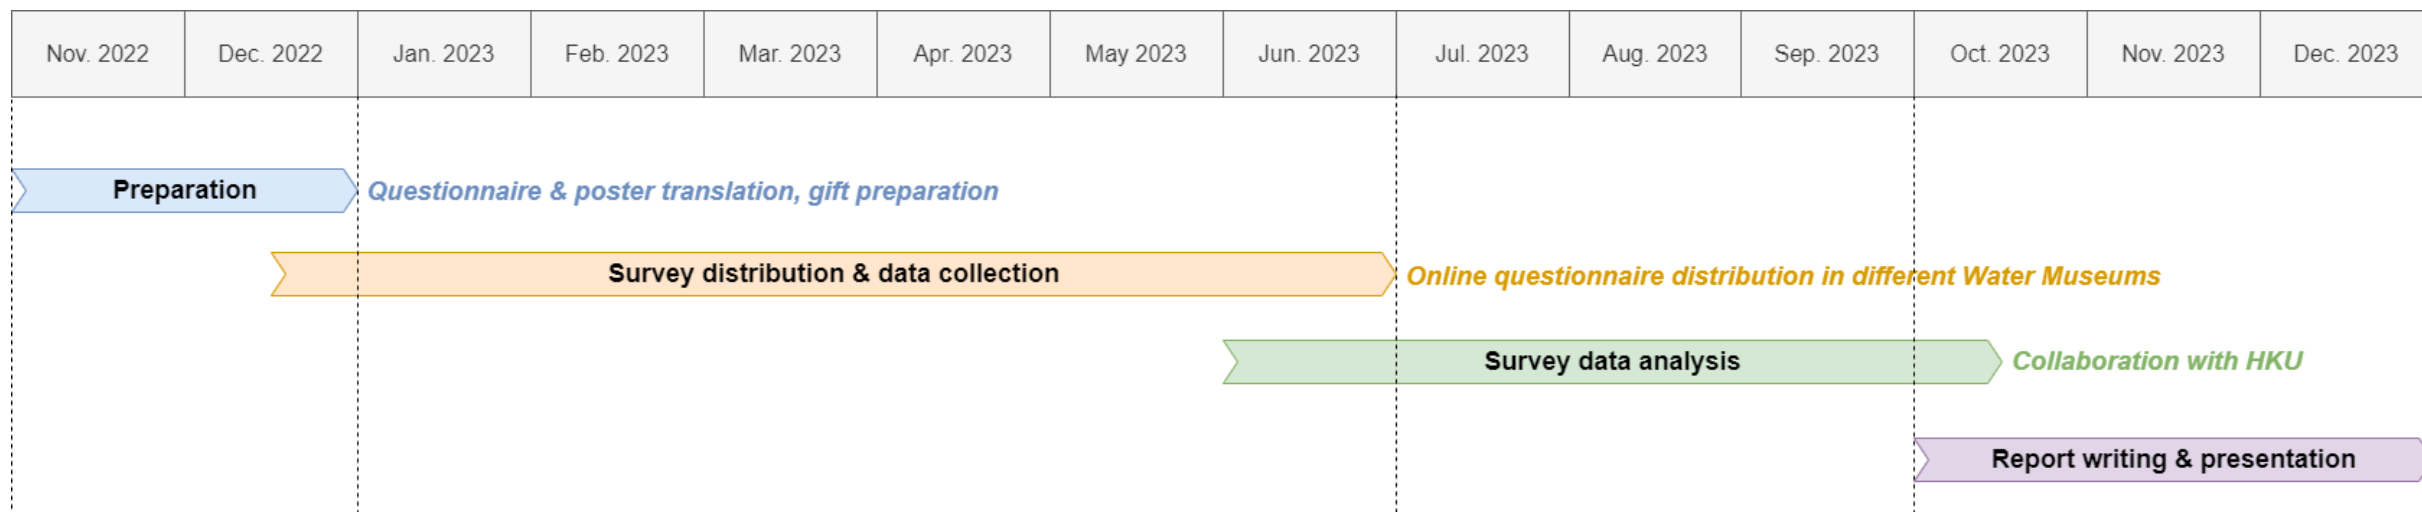 Nov. 2022 Dec. 2022 Jan. 2023 Feb. 2023 Mar. 2023 Apr. 2023 May 2023 Jun. 2023 Jul. 2023 Aug. 2023 Sep. 2023 Oct. 2023 Nov. 2023 Dec. 2023
Preparation Questionnaire & poster translation, gift preparation
Survey distribution & data collection Online questionnaire distribution in different Water Museums
Survey data analysis Collaboration with HKU
Report writing & presentation